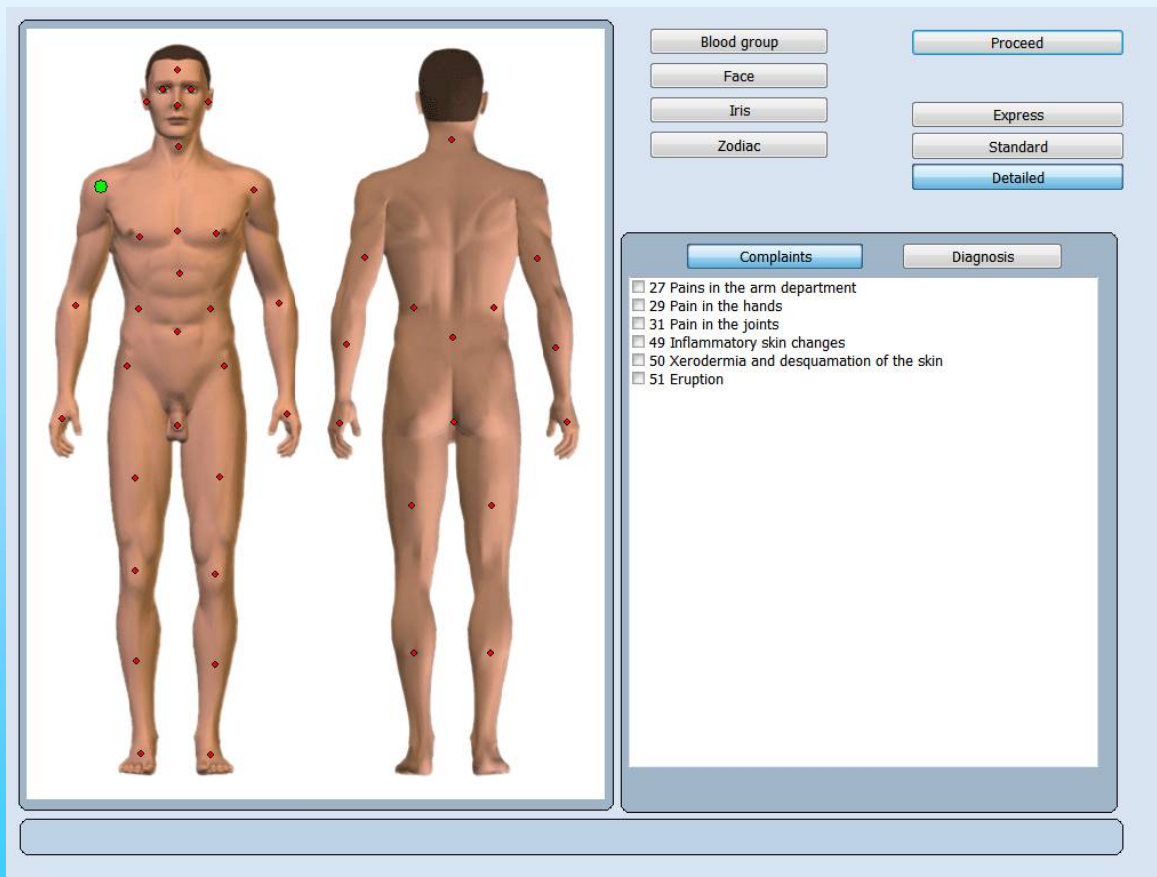 Blood group
Face
Iris
Zodiac
Proceed
Express
Standard
Detailed
Complaints
Diagnosis
27 Pains in the arm department
29 Pain in the hands
31 Pain in the joints
49 Inflammatory skin changes
50 Xerodermia and desquamation of the skin
51 Eruption